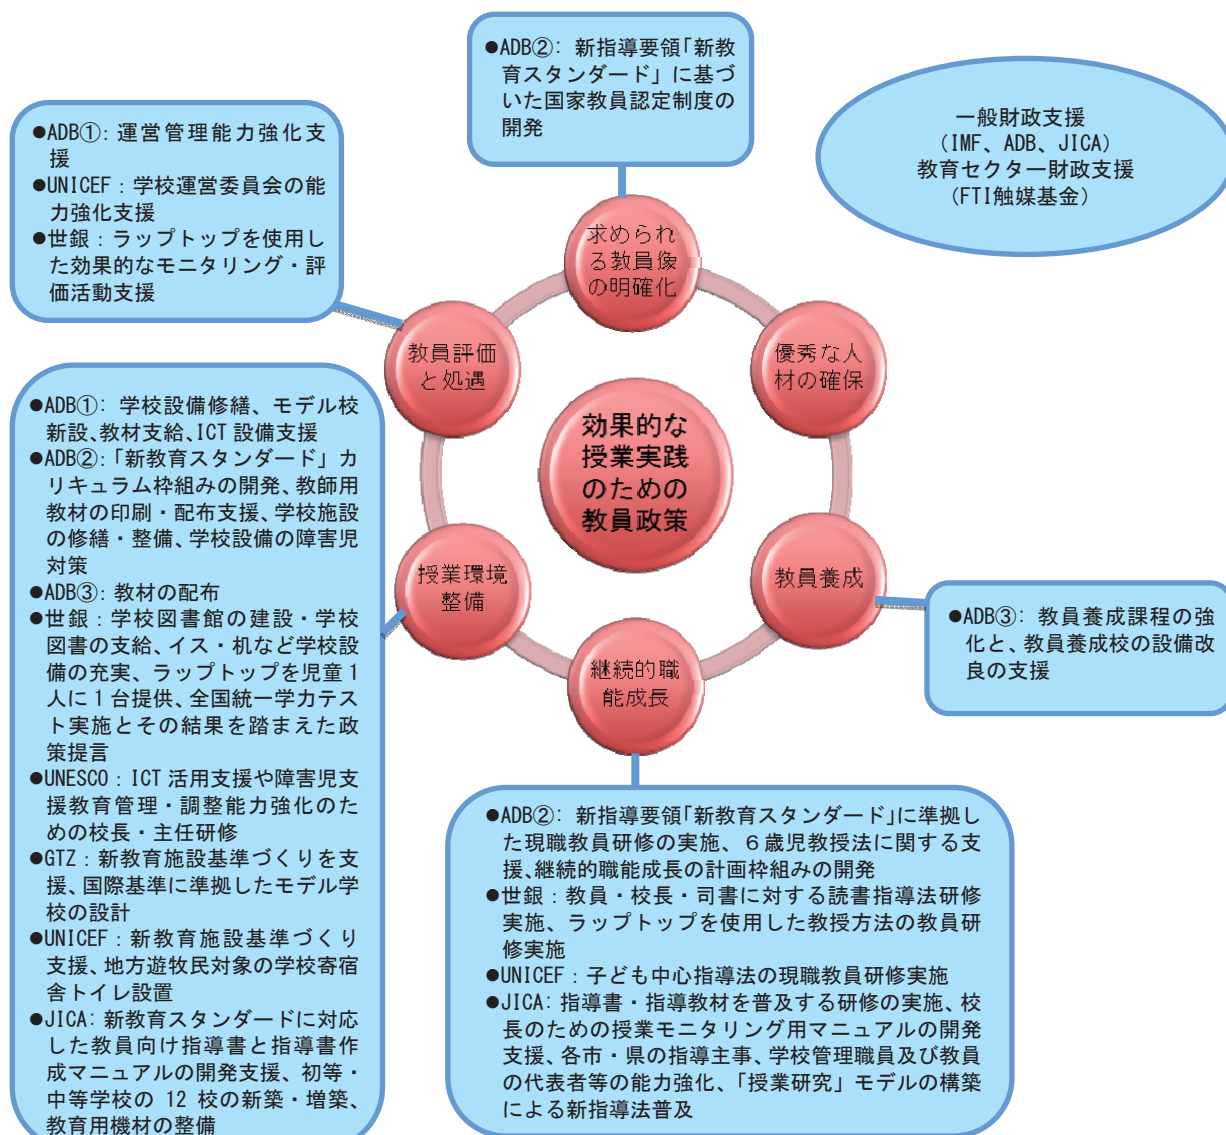 ●ADB②: 新指導要領「新教
育スタンダード」に基づ
いた国家教員認定制度の
開発
一般財政支援
(IMF、ADB、JICA)
教育セクター財政支援
(FTI触媒基金)
●ADB①: 運営管理能力強化支
援
●UNICEF：学校運営委員会の能
力強化支援
●世銀：ラップトップを使用し
た効果的なモニタリング・評
価活動支援
求められ
る教員像
の明確化
教員評価
と処遇
優秀な人
材の確保
効果的な
授業実践
のための
教員政策
授業環境
整備
教員養成
継続的職
能成長
●ADB①: 学校設備修繕、モデル校
新設、教材支給、ICT 設備支援
●ADB②:「新教育スタンダード」カ
リキュラム枠組みの開発、教師用
教材の印刷・配布支援、学校施設
の修繕・整備、学校設備の障害児
対策
●ADB③: 教材の配布
●世銀：学校図書館の建設・学校
図書の支給、イス・机など学校設
備の充実、ラップトップを児童 1
人に 1 台提供、全国統一学力テス
ト実施とその結果を踏まえた政
策提言
●UNESCO：ICT 活用支援や障害児支
援教育管理・調整能力強化のた
めの校長・主任研修
●GTZ：新教育施設基準づくりを支
援、国際基準に準拠したモデル学
校の設計
●UNICEF：新教育施設基準づくり
支援、地方遊牧民対象の学校寄宿
舎トイレ設置
●JICA: 新教育スタンダードに対応
した教員向け指導書と指導書作
成マニュアルの開発支援、初等・
中等学校の 12 校の新築・増築、
教育用機材の整備
●ADB③: 教員養成課程の強
化と、教員養成校の設備改
良の支援
●ADB②: 新指導要領「新教育スタンダード」に準拠し
た現職教員研修の実施、６歳児教授法に関する支
援、継続的職能成長の計画枠組みの開発
●世銀：教員・校長・司書に対する読書指導法研修
実施、ラップトップを使用した教授方法の教員研
修実施
●UNICEF：子ども中心指導法の現職教員研修実施
●JICA: 指導書・指導教材を普及する研修の実施、校
長のための授業モニタリング用マニュアルの開発
支援、各市・県の指導主事、学校管理職員及び教員
の代表者等の能力強化、「授業研究」モデルの構築
による新指導法普及